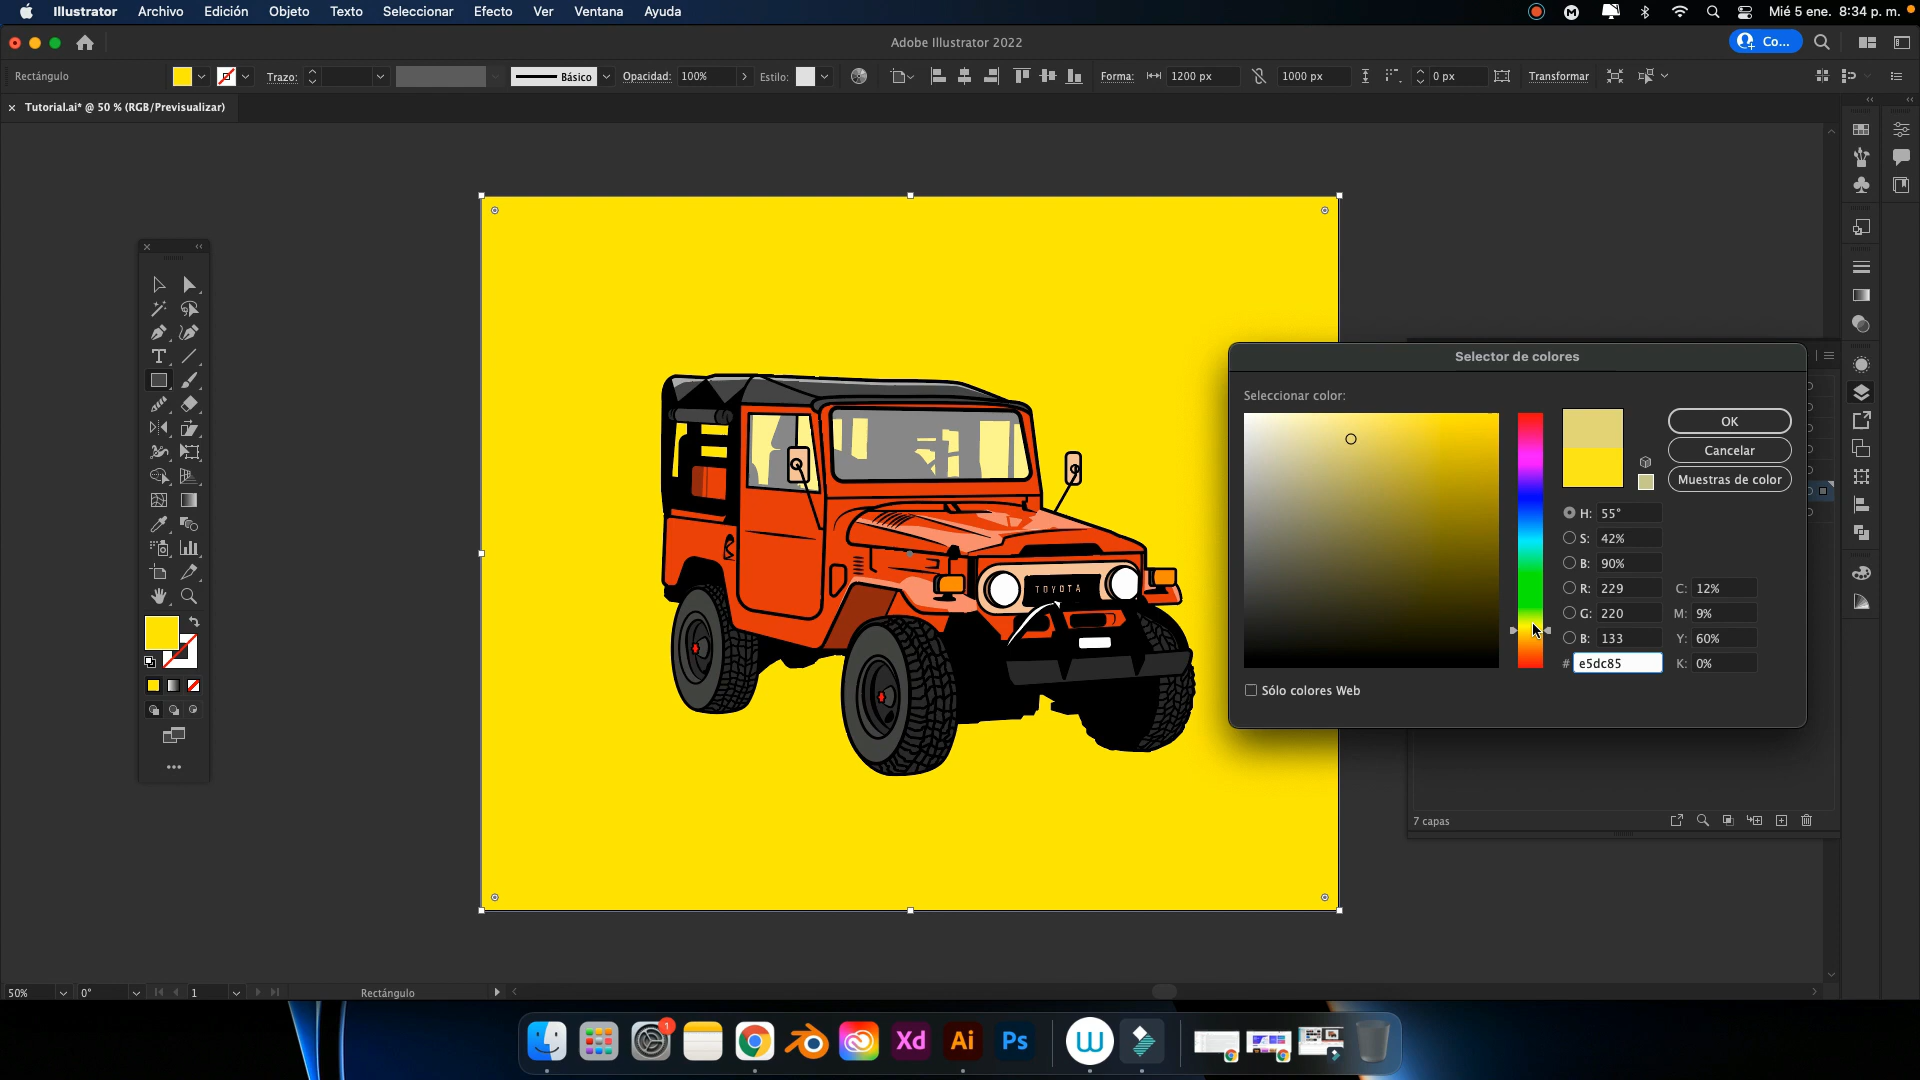 Illustrator Archivo Edición Objeto Texto Seleccionar Efecto Ver Ventana Ayuda Mié 5 ene. 8:34 p. m.
Adobe Illustrator 2022 Co...
Rectángulo Trazo: Básico Opacidad: 100% Estilo: Forma: 1200 px 1000 px 0 px Transformar
× Tutorial.ai* @ 50 % (RGB/Previsualizar)
Selector de colores
Seleccionar color:
OK
Cancelar
Muestras de color
H: 55°
S: 42%
B: 90%
R: 229 C: 12%
G: 220 M: 9%
B: 133 Y: 60%
# e5dc85 K: 0%
Sólo colores Web
TOYOTA
7 capas
50% 0° 1 Rectángulo
1
Xd Ai Ps